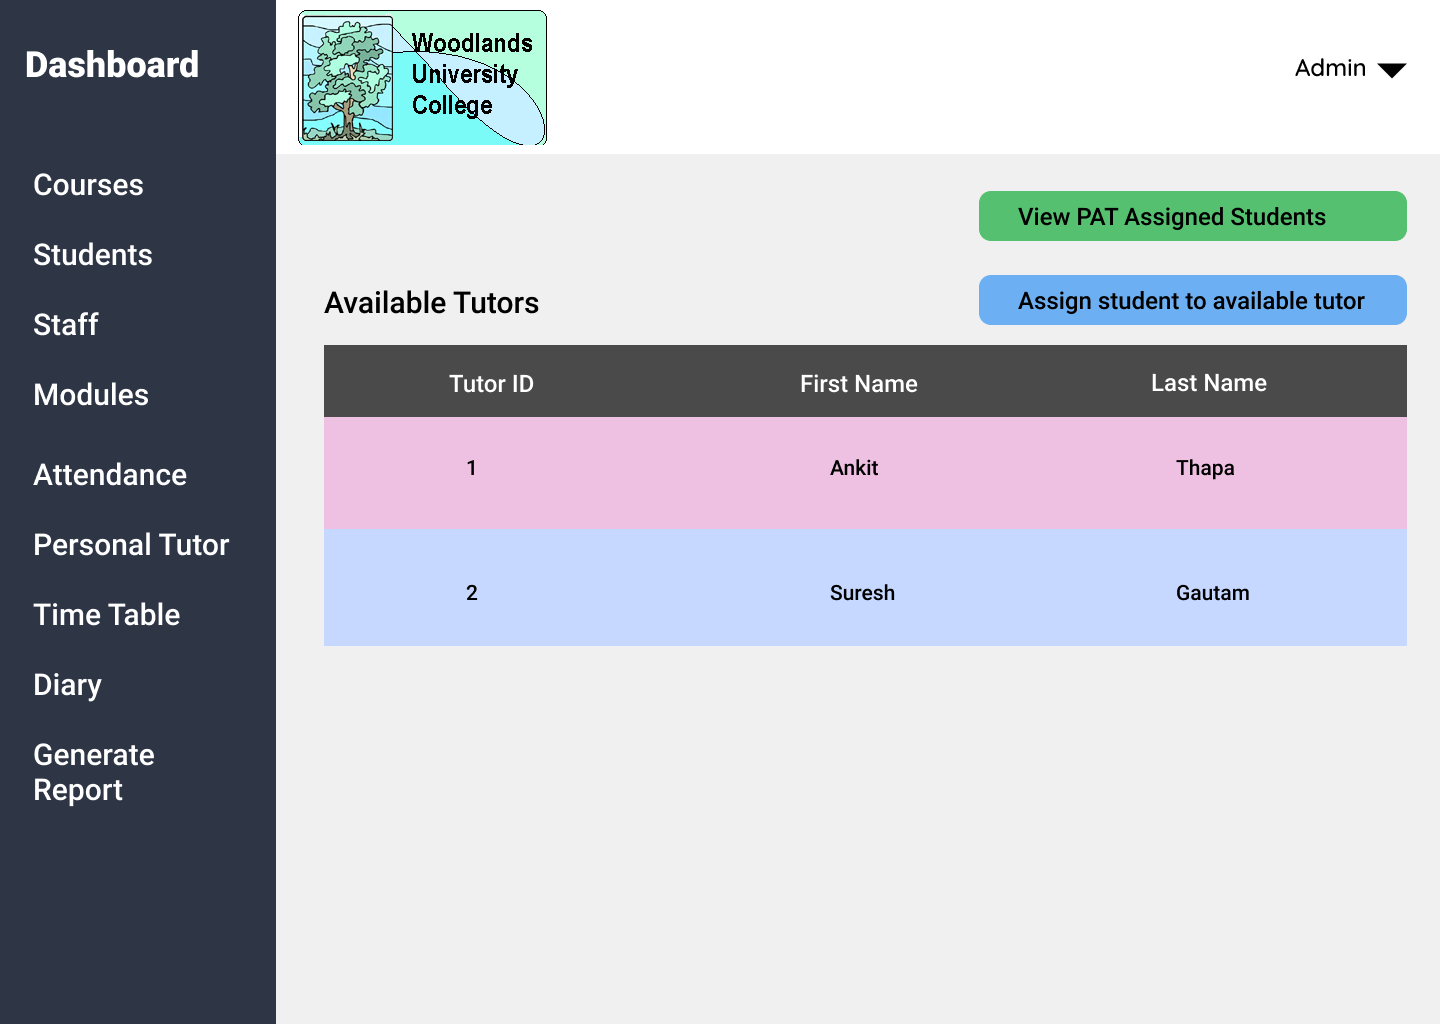 Dashboard
Courses
Students
Staff
Modules
Attendance
Personal Tutor
Time Table
Diary
Generate
Report
Woodlands
University
College
Admin
View PAT Assigned Students
Available Tutors
Assign student to available tutor
Tutor ID First Name Last Name
1 Ankit Thapa
2 Suresh Gautam